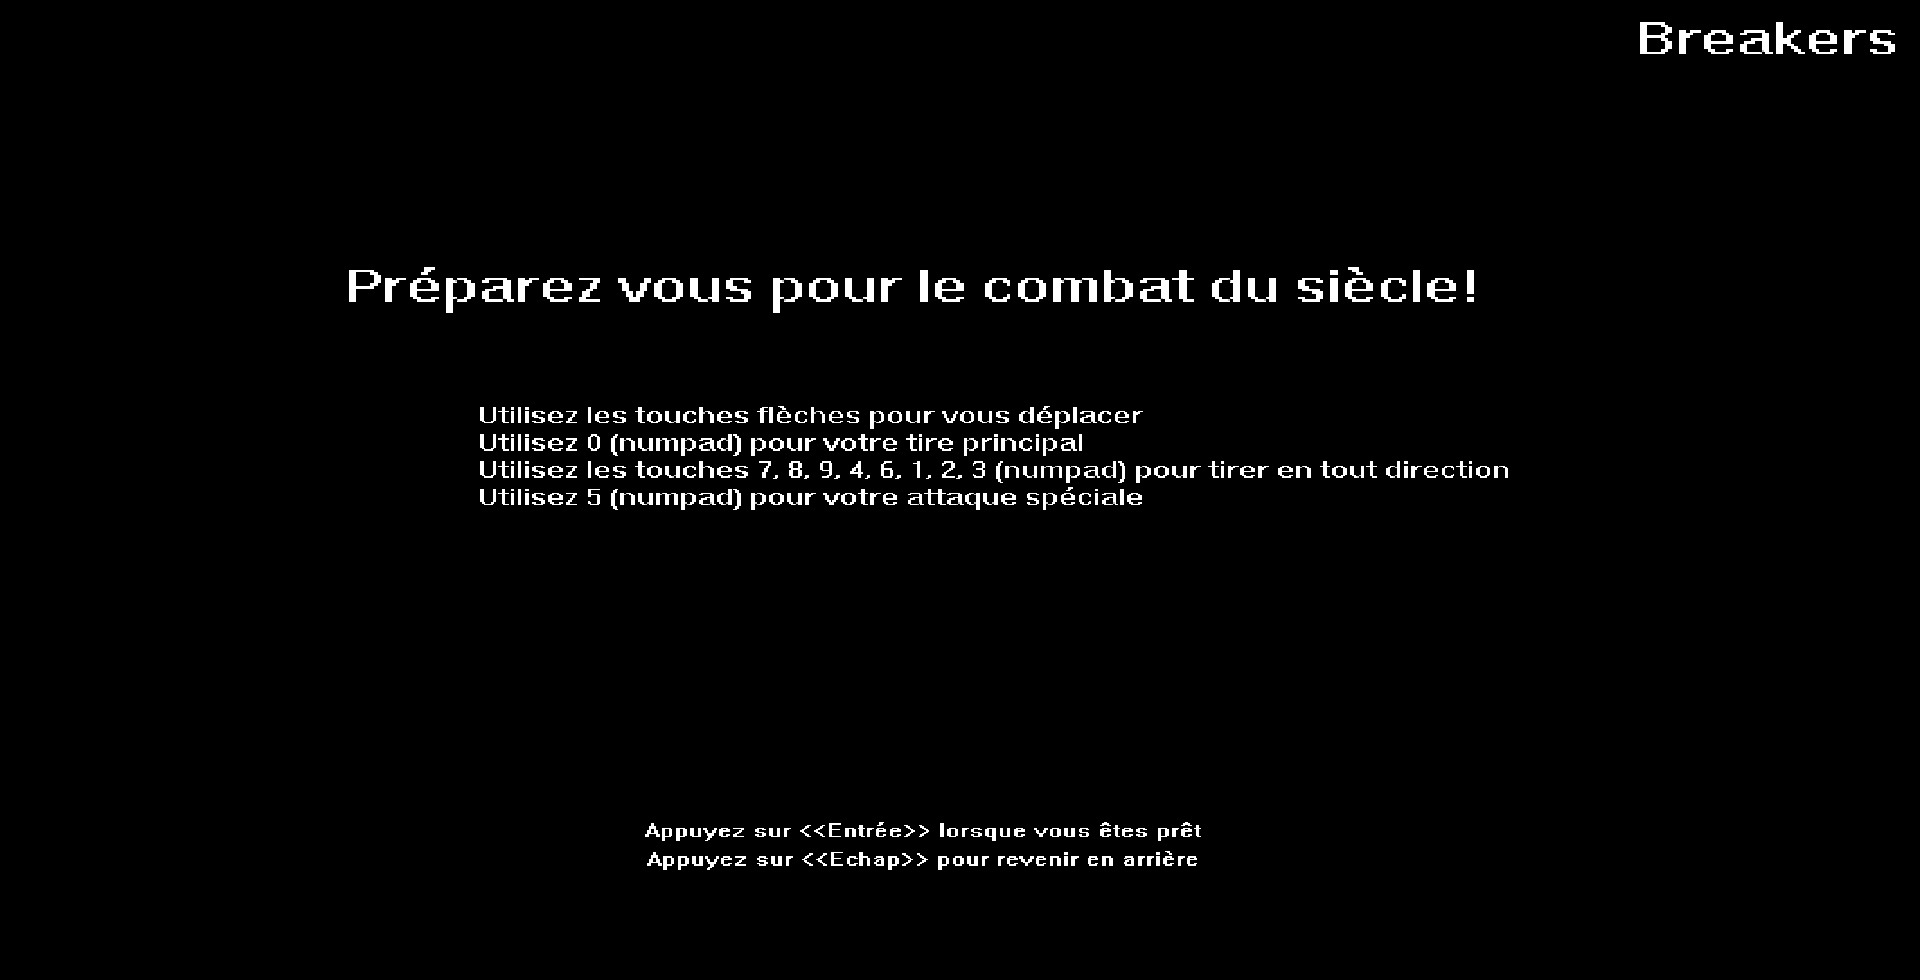 Breakers
Préparez vous pour le combat du siècle!
Utilisez les touches flèches pour vous déplacer
Utilisez 0 (numpad) pour votre tire principal
Utilisez les touches 7, 8, 9, 4, 6, 1, 2, 3 (numpad) pour tirer en tout direction
Utilisez 5 (numpad) pour votre attaque spéciale
Appuyez sur <<Entrée>> lorsque vous êtes prêt
Appuyez sur <<Echap>> pour revenir en arrière